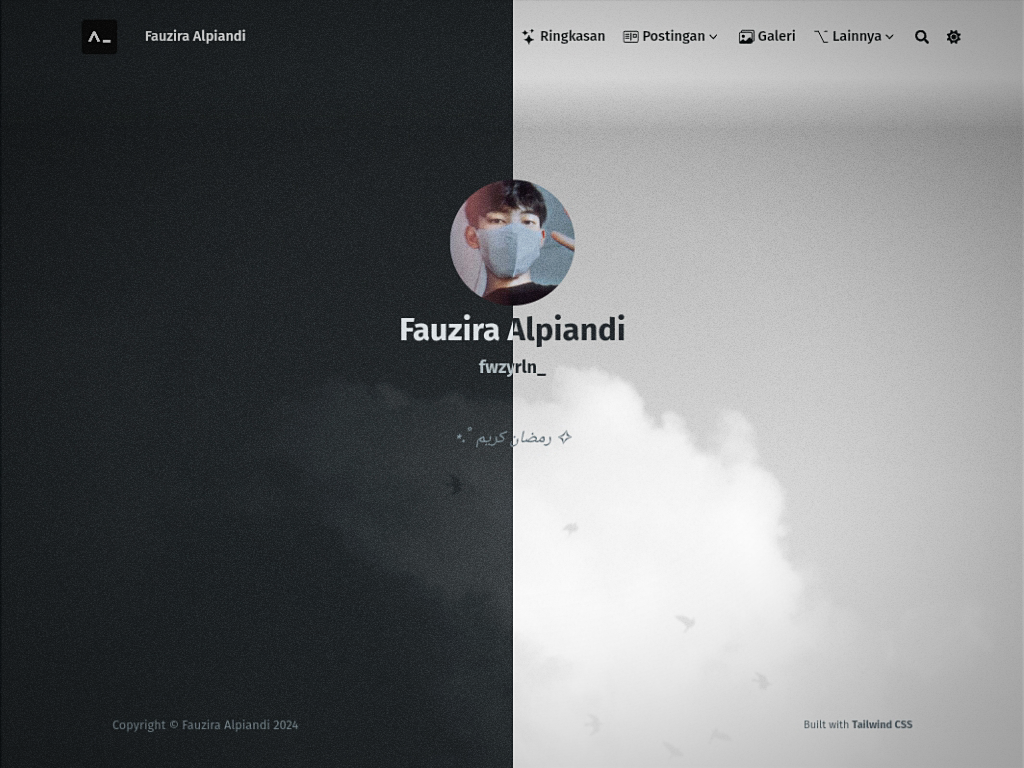 Fauzira Alpiandi
Ringkasan
Postingan
Galeri
Lainnya
Fauzira Alpiandi
fwzyrln_
✧ رمضان كريم ˚.⋆
Copyright © Fauzira Alpiandi 2024
Built with Tailwind CSS